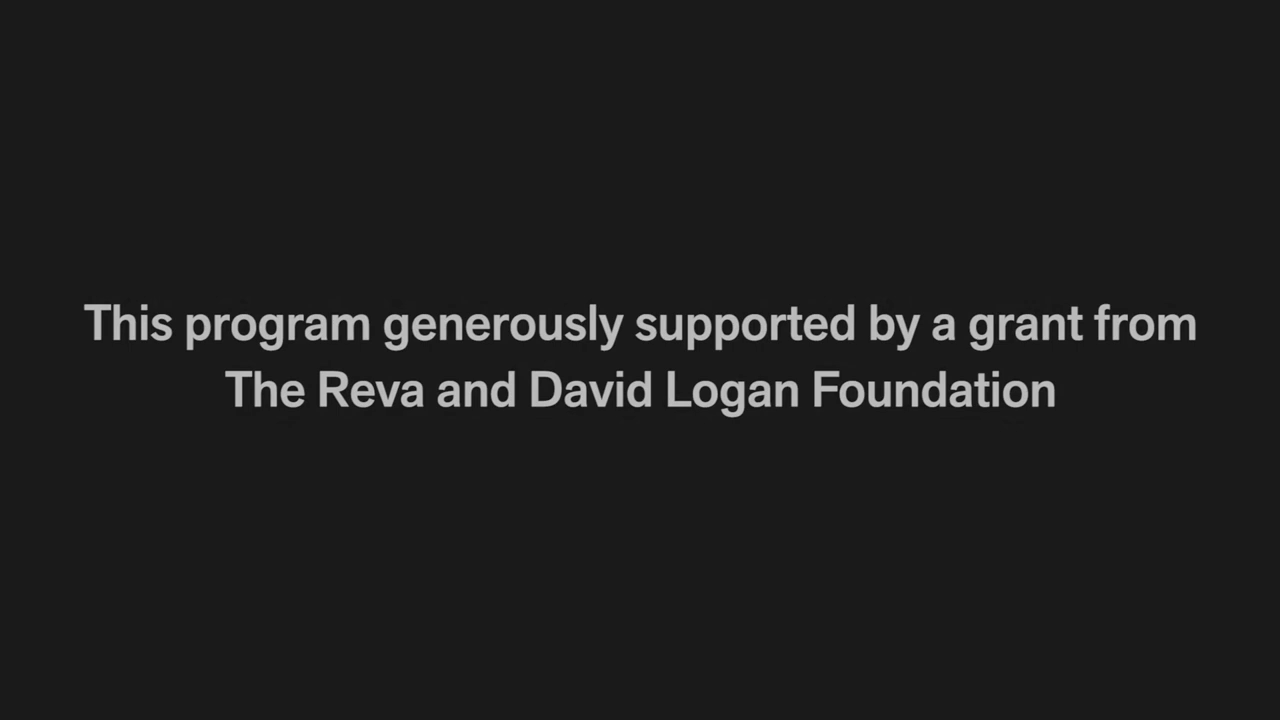 This program generously supported by a grant from
The Reva and David Logan Foundation